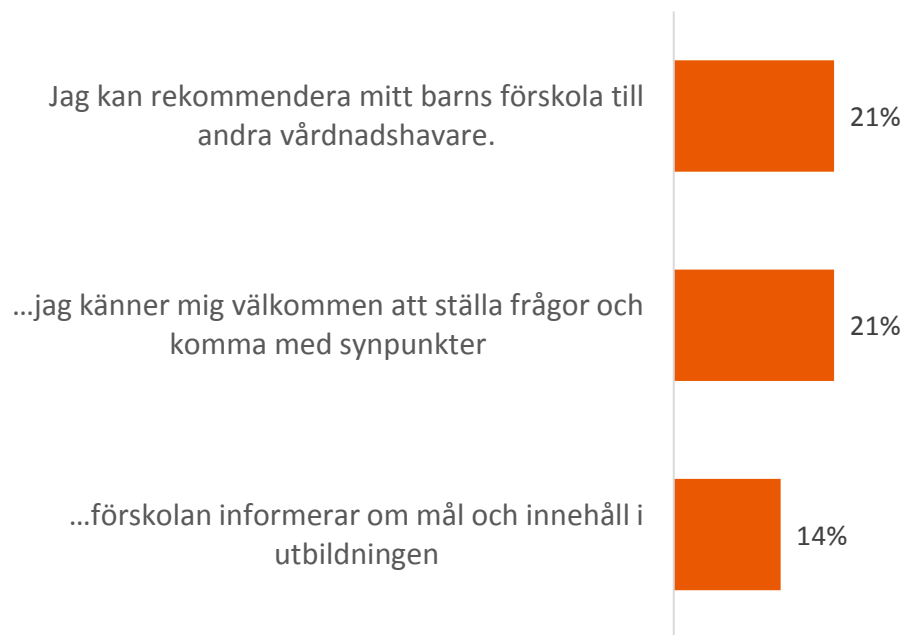 Jag kan rekommendera mitt barns förskola till
andra vårdnadshavare.
21%
...jag känner mig välkommen att ställa frågor och
komma med synpunkter
21%
...förskolan informerar om mål och innehåll i
utbildningen
14%